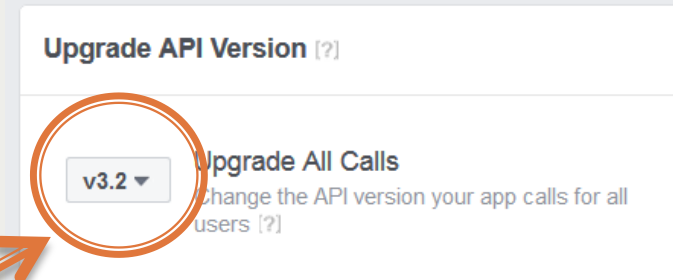 Upgrade API Version [?]
v3.2
Upgrade All Calls
Change the API version your app calls for all
users [?]